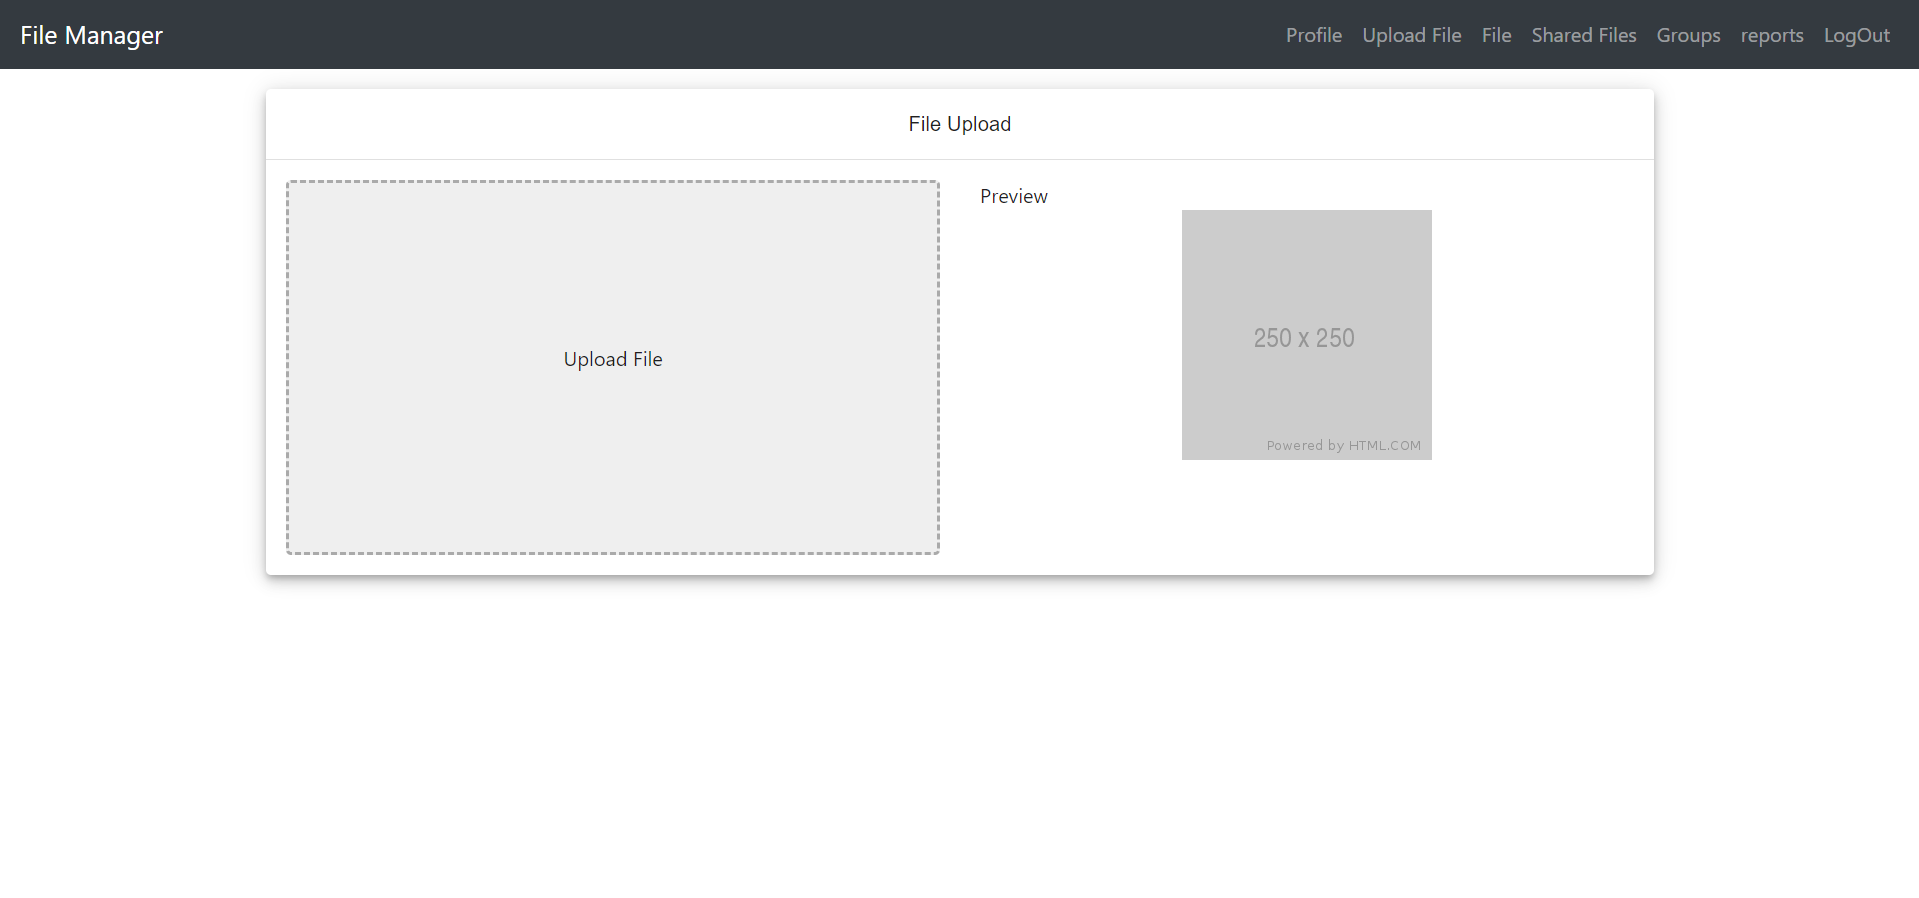 File Manager
Profile Upload File File Shared Files Groups reports LogOut
File Upload
Upload File
Preview
250 x 250
Powered by HTML.COM